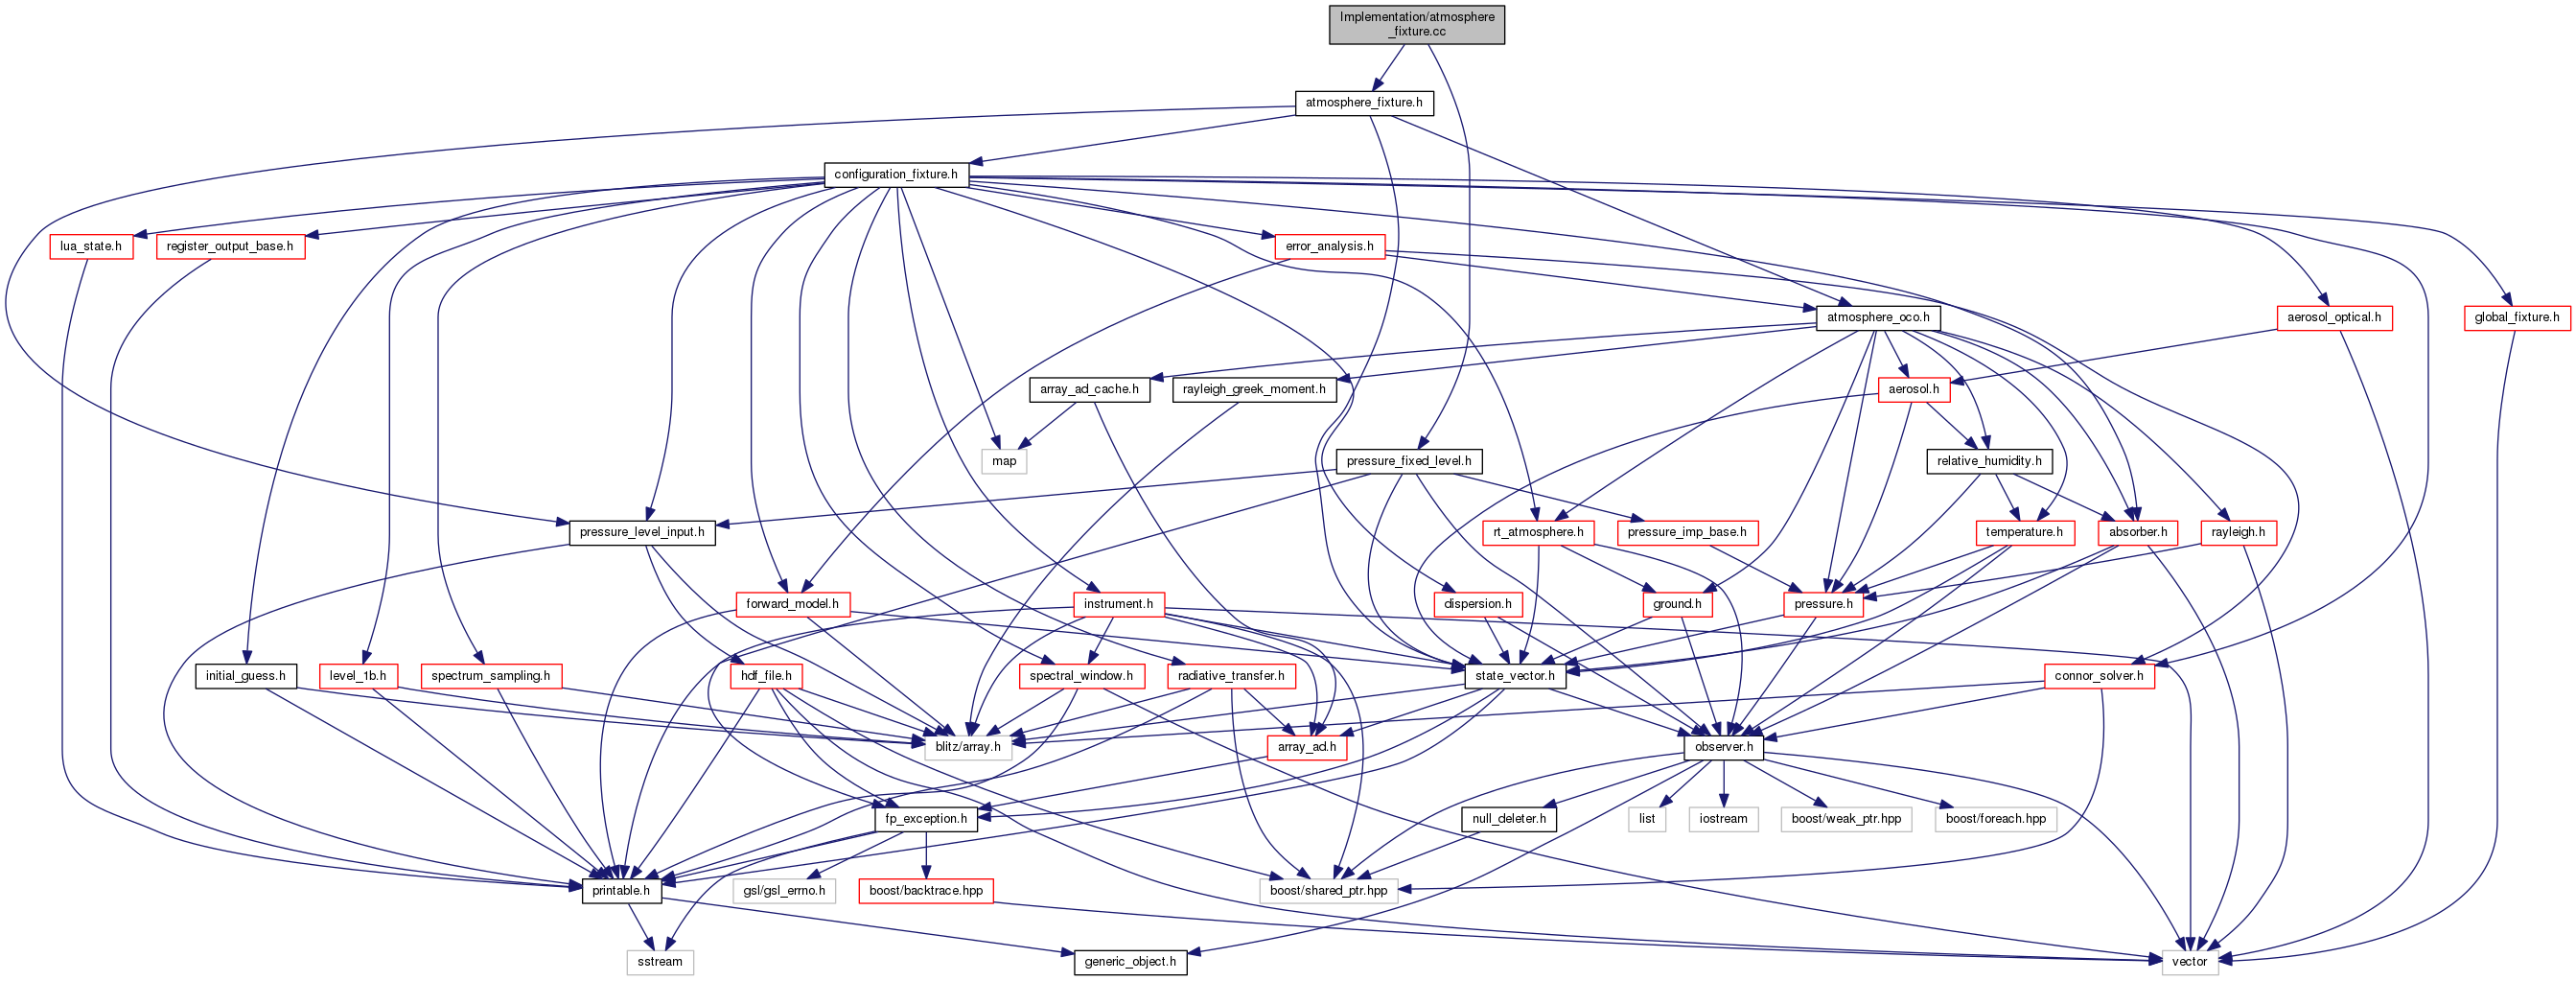 Implementation/atmosphere
_fixture.cc
atmosphere_fixture.h
configuration_fixture.h
lua_state.h
register_output_base.h
error_analysis.h
atmosphere_oco.h
aerosol_optical.h
global_fixture.h
array_ad_cache.h
rayleigh_greek_moment.h
aerosol.h
map
pressure_fixed_level.h
relative_humidity.h
pressure_level_input.h
rt_atmosphere.h
pressure_imp_base.h
temperature.h
absorber.h
rayleigh.h
forward_model.h
instrument.h
dispersion.h
ground.h
pressure.h
initial_guess.h
level_1b.h
spectrum_sampling.h
hdf_file.h
spectral_window.h
radiative_transfer.h
state_vector.h
connor_solver.h
blitz/array.h
array_ad.h
observer.h
fp_exception.h
null_deleter.h
list
iostream
boost/weak_ptr.hpp
boost/foreach.hpp
printable.h
gsl/gsl_errno.h
boost/backtrace.hpp
boost/shared_ptr.hpp
sstream
generic_object.h
vector